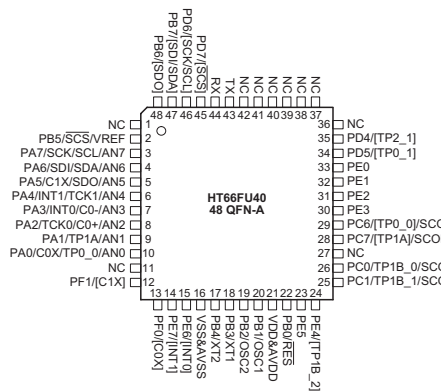 PB6/[SDO]
PB7/[SDI/SDA]
PD6/[SCK/SCL]
PD7/[SCS]
RX
TX
NC
NC
NC
NC
NC
NC
48 47 46 45 44 43 42 41 40 39 38 37
NC 1
PB5/SCS/VREF 2
PA7/SCK/SCL/AN7 3
PA6/SDI/SDA/AN6 4
PA5/C1X/SDO/AN5 5
PA4/INT1/TCK1/AN4 6
PA3/INT0/C0-/AN3 7
PA2/TCK0/C0+/AN2 8
PA1/TP1A/AN1 9
PA0/C0X/TP0_0/AN0 10
NC 11
PF1/[C1X] 12
HT66FU40
48 QFN-A
36 NC
35 PD4/[TP2_1]
34 PD5/[TP0_1]
33 PE0
32 PE1
31 PE2
30 PE3
29 PC6/[TP0_0]/SCO
28 PC7/[TP1A]/SCO
27 NC
26 PC0/TP1B_0/SCO
25 PC1/TP1B_1/SCO
13 14 15 16 17 18 19 20 21 22 23 24
PF0/[C0X]
PE7/[INT1]
PE6/[INT0]
VSS&AVSS
PB4/XT2
PB3/XT1
PB2/OSC2
PB1/OSC1
VDD&AVDD
PB0/RES
PE5
PE4/[TP1B_2]